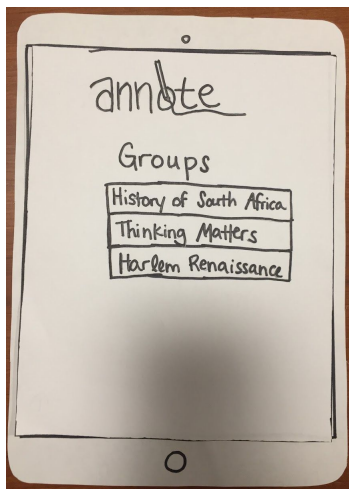 annote
Groups
History of South Africa
Thinking Matters
Harlem Renaissance